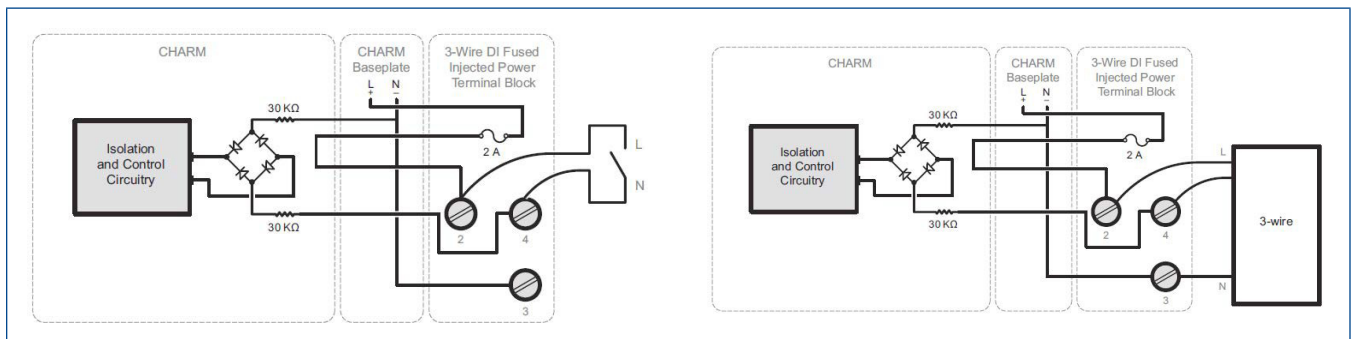 CHARM
CHARM
Baseplate
L N
+ −
3-Wire DI Fused
Injected Power
Terminal Block
30 KΩ
Isolation
and Control
Circuitry
2 A
L
N
30 KΩ
2
4
3
CHARM
CHARM
Baseplate
L N
+ −
3-Wire DI Fused
Injected Power
Terminal Block
30 KΩ
Isolation
and Control
Circuitry
2 A
L
30 KΩ
2
4
3-wire
N
3